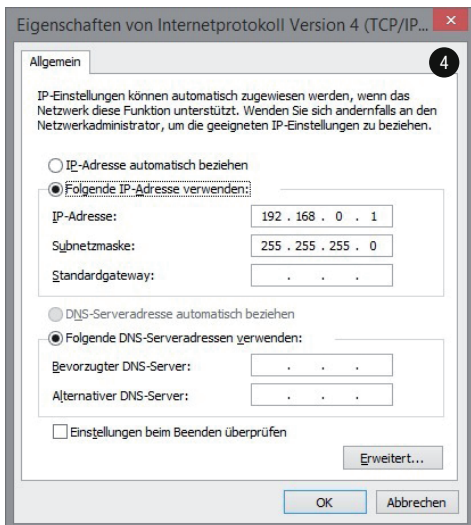 Eigenschaften von Internetprotokoll Version 4 (TCP/IP...
Allgemein
4
IP-Einstellungen können automatisch zugewiesen werden, wenn das
Netzwerk diese Funktion unterstützt. Wenden Sie sich andernfalls an den
Netzwerkadministrator, um die geeigneten IP-Einstellungen zu beziehen.
IP-Adresse automatisch beziehen
Folgende IP-Adresse verwenden:
IP-Adresse: 192 . 168 . 0 . 1
Subnetzmaske: 255 . 255 . 255 . 0
Standardgateway: . . .
DNS-Serveradresse automatisch beziehen
Folgende DNS-Serveradressen verwenden:
Bevorzugter DNS-Server: . . .
Alternativer DNS-Server: . . .
Einstellungen beim Beenden überprüfen
Erweitert...
OK Abbrechen